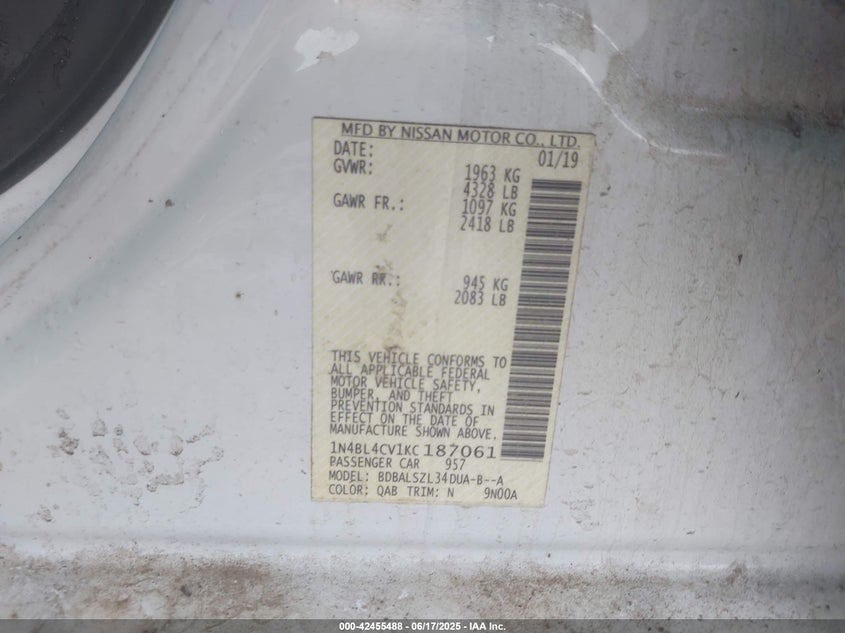 MFD BY NISSAN MOTOR CO., LTD.
DATE: 01/19
GVWR: 1963 KG
4328 LB
GAWR FR.: 1097 KG
2418 LB
GAWR RR.: 945 KG
2083 LB
THIS VEHICLE CONFORMS TO
ALL APPLICABLE FEDERAL
MOTOR VEHICLE SAFETY,
BUMPER, AND THEFT
PREVENTION STANDARDS IN
EFFECT ON THE DATE OF
MANUFACTURE SHOWN ABOVE.
1N4BL4CV1KC187061
PASSENGER CAR 957
MODEL: BDBALSZL34DUA-B--A
COLOR: QAB TRIM: N 9N00A
000-42455488 - 06/17/2025 - IAA Inc.